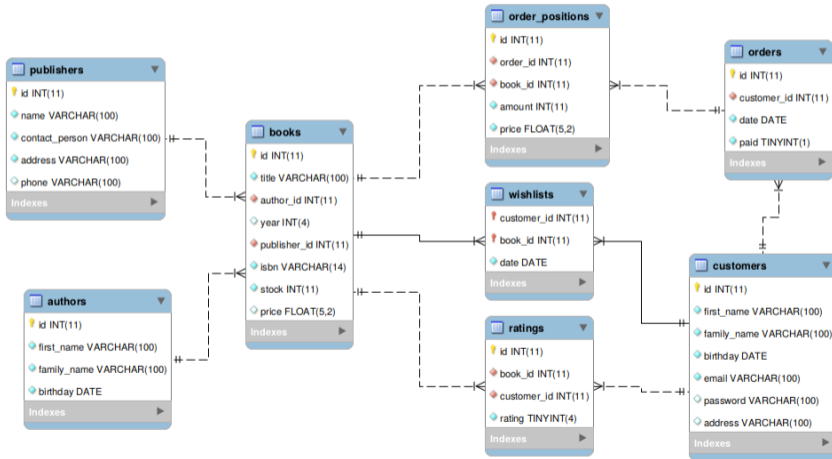 publishers
id INT(11)
name VARCHAR(100)
contact_person VARCHAR(100)
address VARCHAR(100)
phone VARCHAR(100)
Indexes
authors
id INT(11)
first_name VARCHAR(100)
family_name VARCHAR(100)
birthday DATE
Indexes
books
id INT(11)
title VARCHAR(100)
author_id INT(11)
year INT(4)
publisher_id INT(11)
isbn VARCHAR(14)
stock INT(11)
price FLOAT(5,2)
Indexes
order_positions
id INT(11)
order_id INT(11)
book_id INT(11)
amount INT(11)
price FLOAT(5,2)
Indexes
wishlists
customer_id INT(11)
book_id INT(11)
date DATE
Indexes
ratings
id INT(11)
book_id INT(11)
customer_id INT(11)
rating TINYINT(4)
Indexes
orders
id INT(11)
customer_id INT(11)
date DATE
paid TINYINT(1)
Indexes
customers
id INT(11)
first_name VARCHAR(100)
family_name VARCHAR(100)
birthday DATE
email VARCHAR(100)
password VARCHAR(100)
address VARCHAR(100)
Indexes